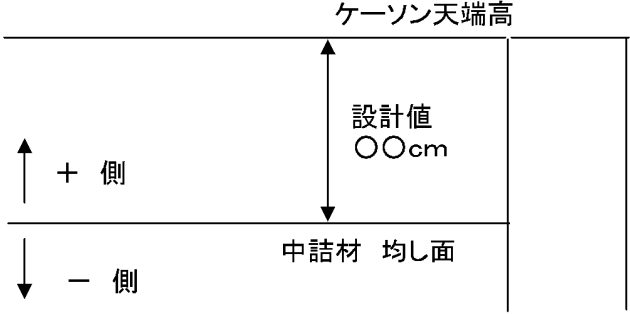 ケーソン天端高
設計値
〇〇cm
＋ 側
中詰材 均し面
－ 側